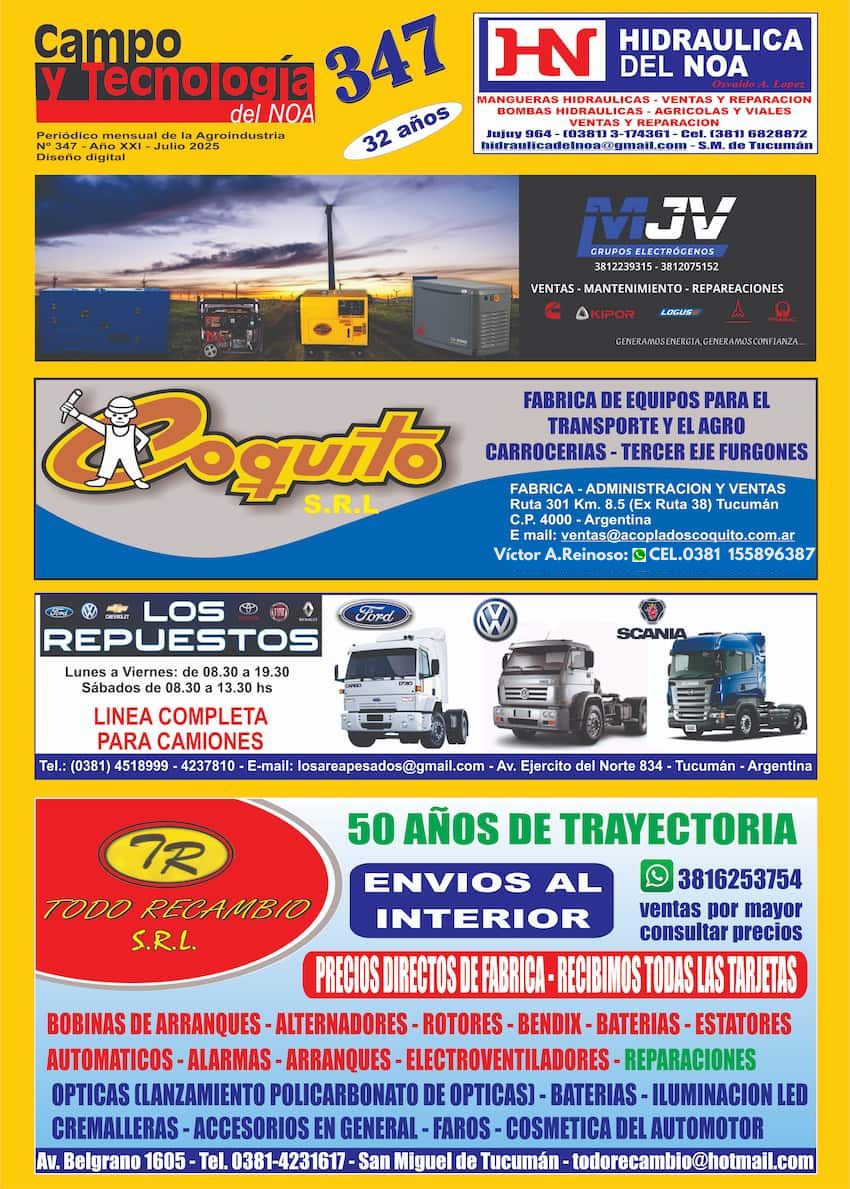 Campo
y Tecnología
del NOA
Periódico mensual de la Agroindustria
Nº 347 - Año XXI - Julio 2025
Diseño digital
347
32 años
HN
HIDRAULICA
DEL NOA
Osvaldo A. Lopez
MANGUERAS HIDRAULICAS - VENTAS Y REPARACION
BOMBAS HIDRAULICAS - AGRICOLAS Y VIALES
VENTAS Y REPARACION
Jujuy 964 - (0381) 3-174361 - Cel. (381) 6828872
hidraulicadelnoa@gmail.com - S.M. de Tucumán
MJV
GRUPOS ELECTRÓGENOS
3812239315 - 3812075152
VENTAS - MANTENIMIENTO - REPAREACIONES
KIPOR LOGUS
GENERAMOS ENERGIA, GENERAMOS CONFIANZA...
Coquito
S.R.L
FABRICA DE EQUIPOS PARA EL
TRANSPORTE Y EL AGRO
CARROCERIAS - TERCER EJE FURGONES
FABRICA - ADMINISTRACION Y VENTAS
Ruta 301 Km. 8.5 (Ex Ruta 38) Tucumán
C.P. 4000 - Argentina
E mail: ventas@acopladoscoquito.com.ar
Víctor A.Reinoso: CEL.0381 155896387
Ford CHEVROLET LOS TOYOTA FIAT RENAULT
REPUESTOS
Lunes a Viernes: de 08.30 a 19.30
Sábados de 08.30 a 13.30 hs
LINEA COMPLETA
PARA CAMIONES
Ford
SCANIA
Tel.: (0381) 4518999 - 4237810 - E-mail: losareapesados@gmail.com - Av. Ejercito del Norte 834 - Tucumán - Argentina
TR
TODO RECAMBIO
S.R.L.
50 AÑOS DE TRAYECTORIA
ENVIOS AL
INTERIOR
3816253754
ventas por mayor
consultar precios
PRECIOS DIRECTOS DE FABRICA - RECIBIMOS TODAS LAS TARJETAS
BOBINAS DE ARRANQUES - ALTERNADORES - ROTORES - BENDIX - BATERIAS - ESTATORES
AUTOMATICOS - ALARMAS - ARRANQUES - ELECTROVENTILADORES - REPARACIONES
OPTICAS (LANZAMIENTO POLICARBONATO DE OPTICAS) - BATERIAS - ILUMINACION LED
CREMALLERAS - ACCESORIOS EN GENERAL - FAROS - COSMETICA DEL AUTOMOTOR
Av. Belgrano 1605 - Tel. 0381-4231617 - San Miguel de Tucumán - todorecambio@hotmail.com